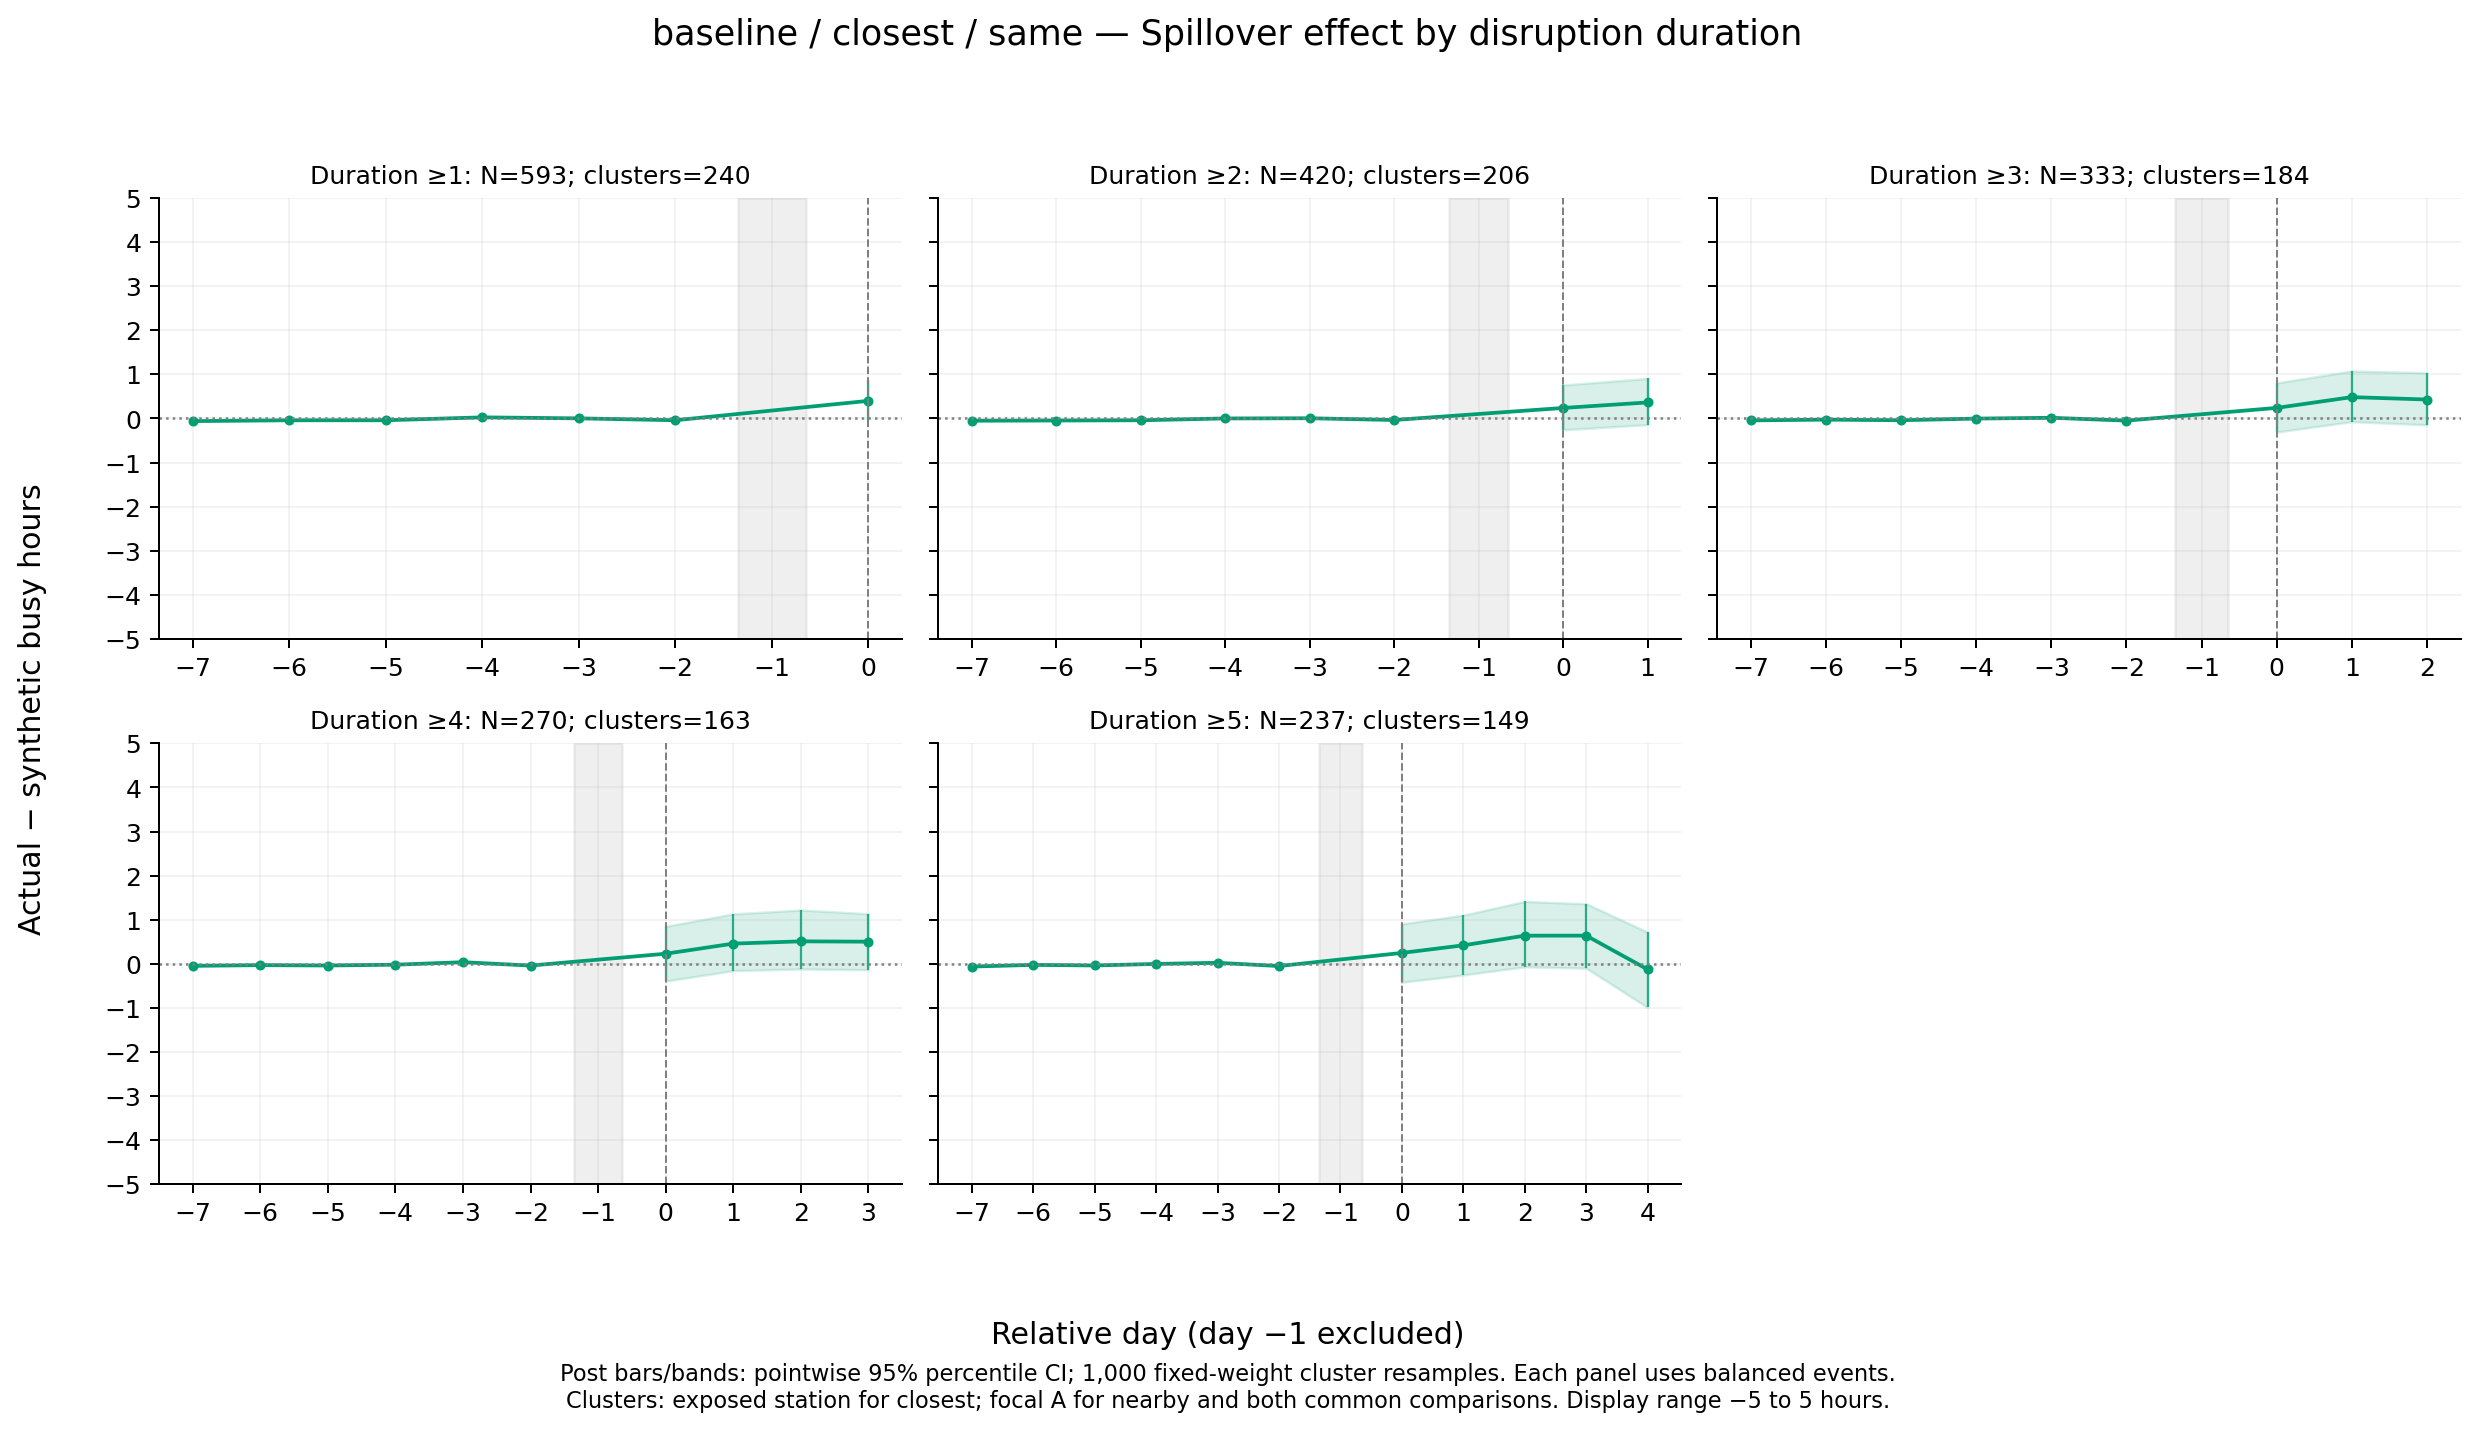 baseline / closest / same — Spillover effect by disruption duration
Duration ≥1: N=593; clusters=240
Duration ≥2: N=420; clusters=206
Duration ≥3: N=333; clusters=184
5
4
3
2
1
0
−1
−2
−3
−4
−5
−7 −6 −5 −4 −3 −2 −1 0
−7 −6 −5 −4 −3 −2 −1 0 1
−7 −6 −5 −4 −3 −2 −1 0 1 2
Actual − synthetic busy hours
Duration ≥4: N=270; clusters=163
Duration ≥5: N=237; clusters=149
5
4
3
2
1
0
−1
−2
−3
−4
−5
−7 −6 −5 −4 −3 −2 −1 0 1 2 3
−7 −6 −5 −4 −3 −2 −1 0 1 2 3 4
Relative day (day −1 excluded)
Post bars/bands: pointwise 95% percentile CI; 1,000 fixed-weight cluster resamples. Each panel uses balanced events.
Clusters: exposed station for closest; focal A for nearby and both common comparisons. Display range −5 to 5 hours.